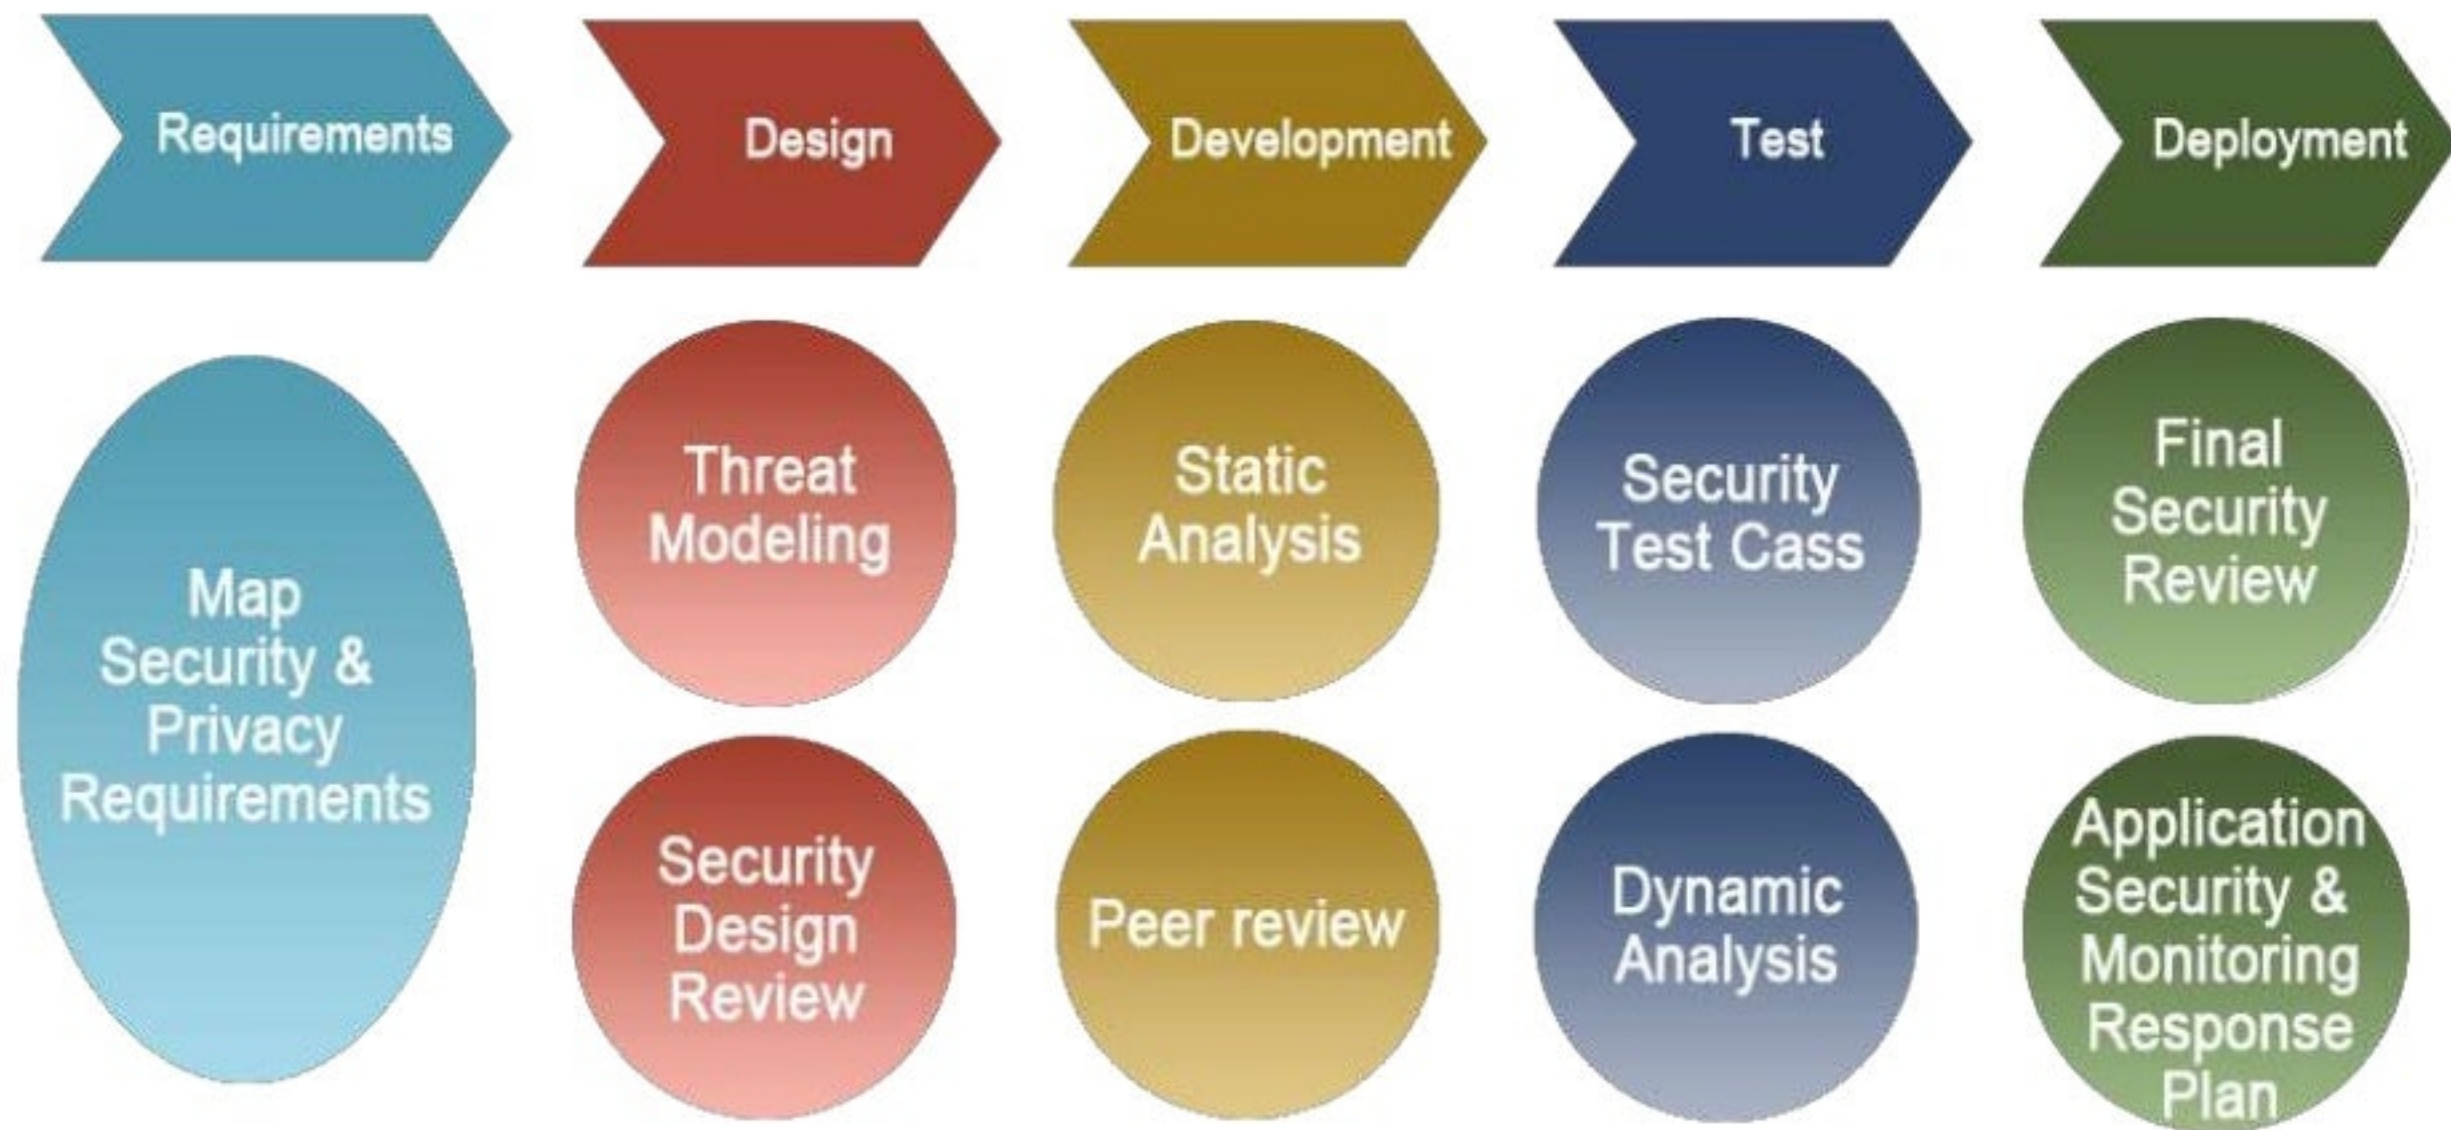 Requirements
Design
Development
Test
Deployment
Map
Security &
Privacy
Requirements
Threat
Modeling
Security
Design
Review
Static
Analysis
Peer review
Security
Test Cass
Dynamic
Analysis
Final
Security
Review
Application
Security &
Monitoring
Response
Plan